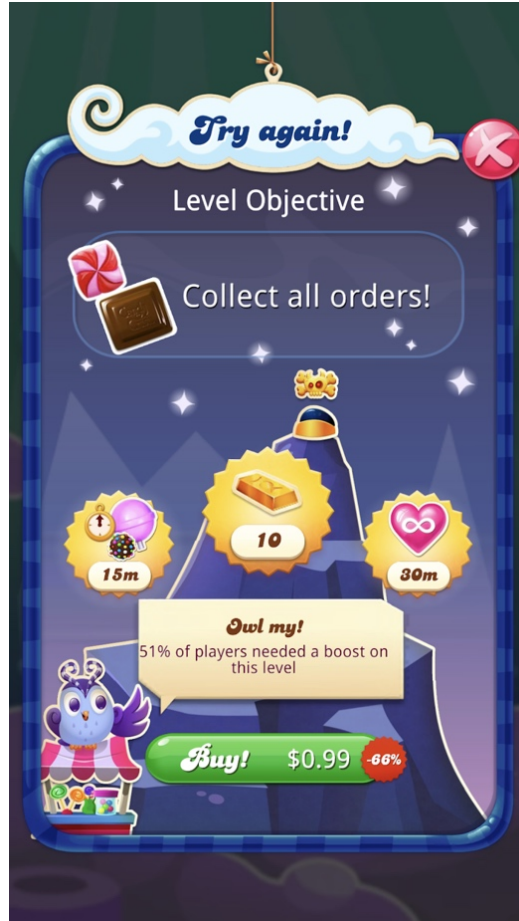 Try again!
Level Objective
Collect all orders!
10
15m
30m
Owl my!
51% of players needed a boost on
this level
Buy! $0.99 -66%